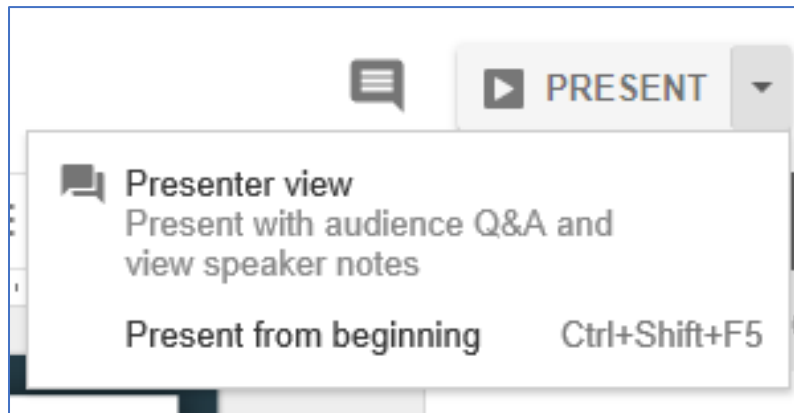 PRESENT
Presenter view
Present with audience Q&A and
view speaker notes
Present from beginning Ctrl+Shift+F5